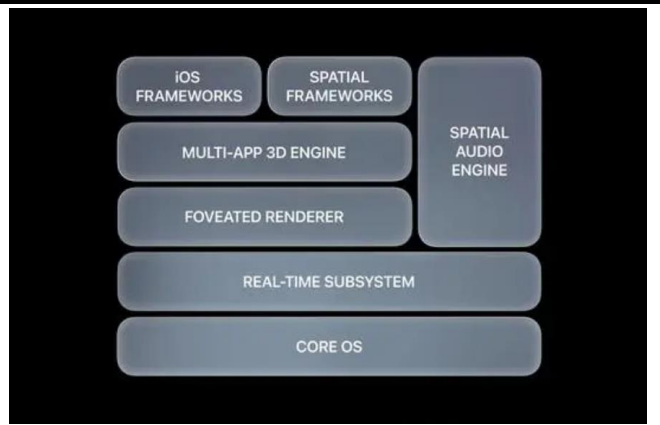 iOS
FRAMEWORKS
SPATIAL
FRAMEWORKS
SPATIAL
AUDIO
ENGINE
MULTI-APP 3D ENGINE
FOVEATED RENDERER
REAL-TIME SUBSYSTEM
CORE OS